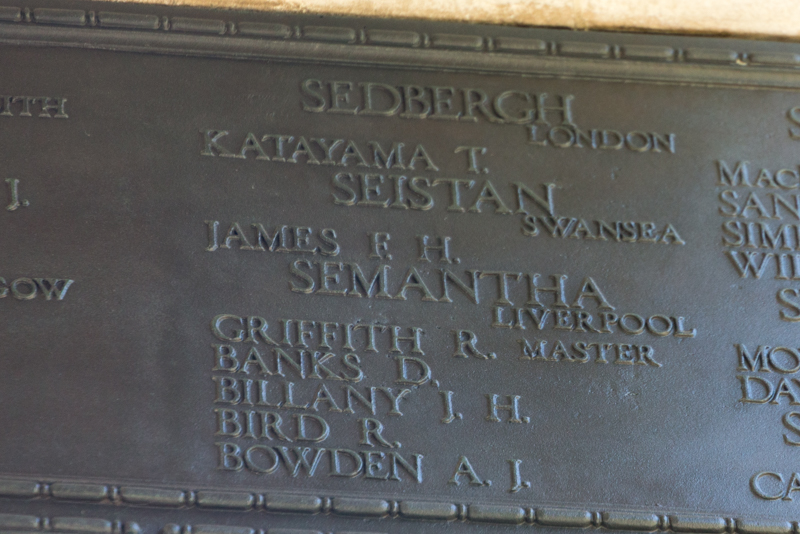 SEDBERGH
LONDON
KATAYAMA T.
SEISTAN
SWANSEA
JAMES F. H.
SEMANTHA
LIVERPOOL
GRIFFITH R. MASTER
BANKS D.
BILLANY J. H.
BIRD R.
BOWDEN A. J.
J.